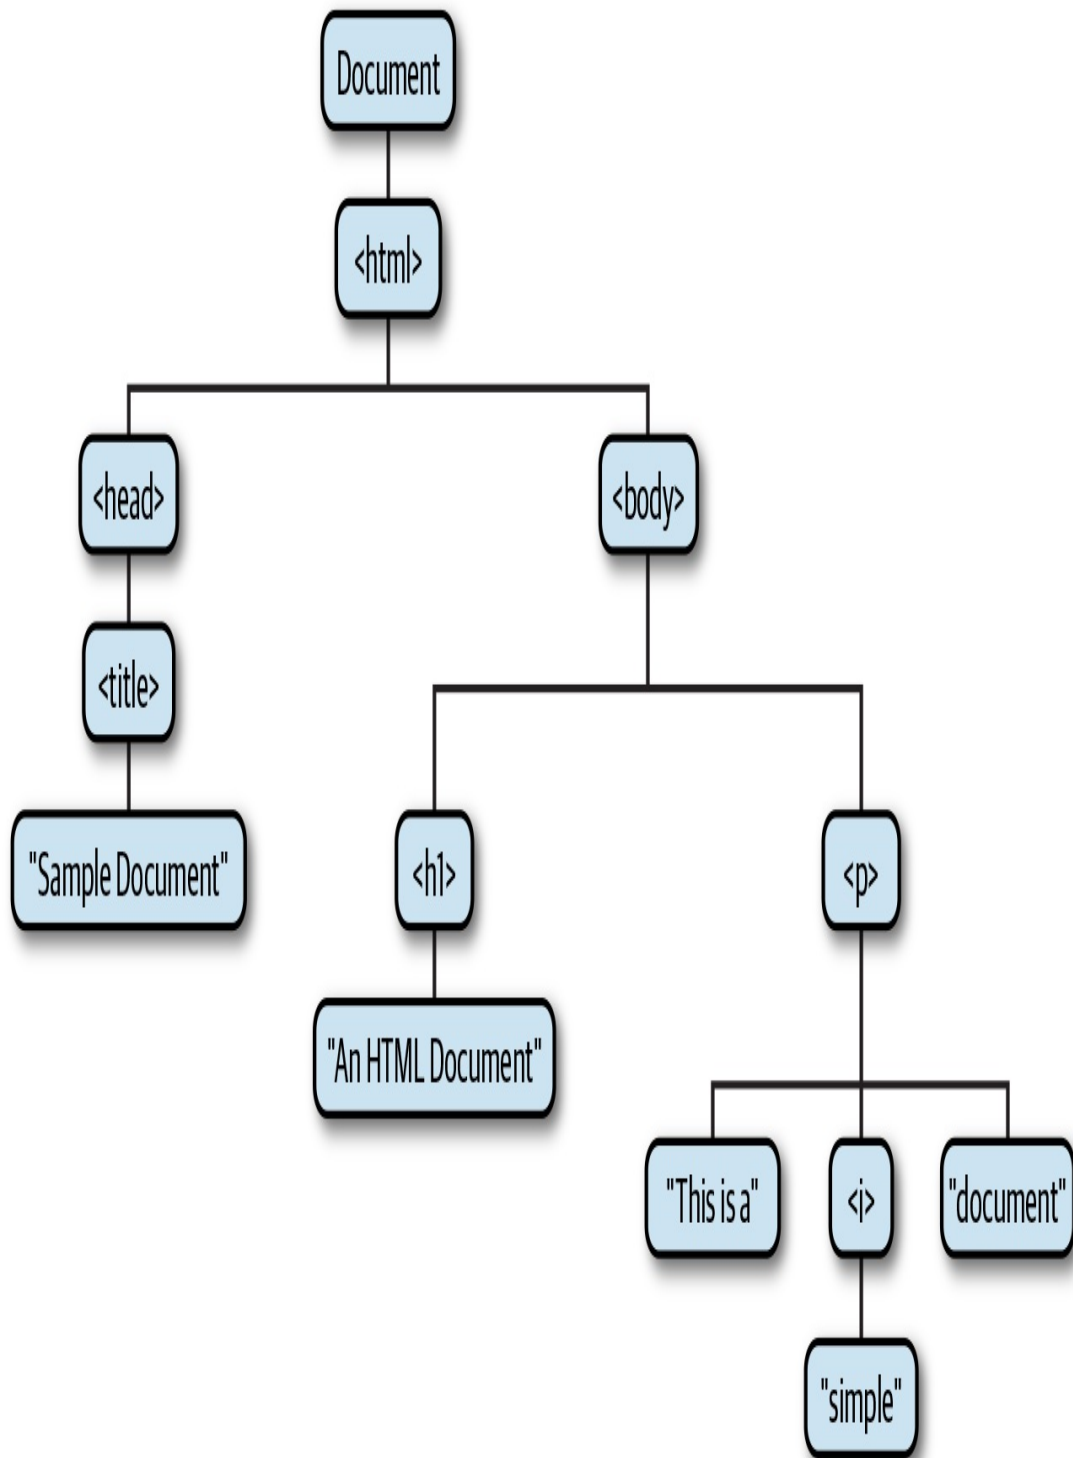 Document
<html>
<head>
<body>
<title>
"Sample Document"
<h1>
<p>
"An HTML Document"
"This is a"
<i>
"document"
"simple"